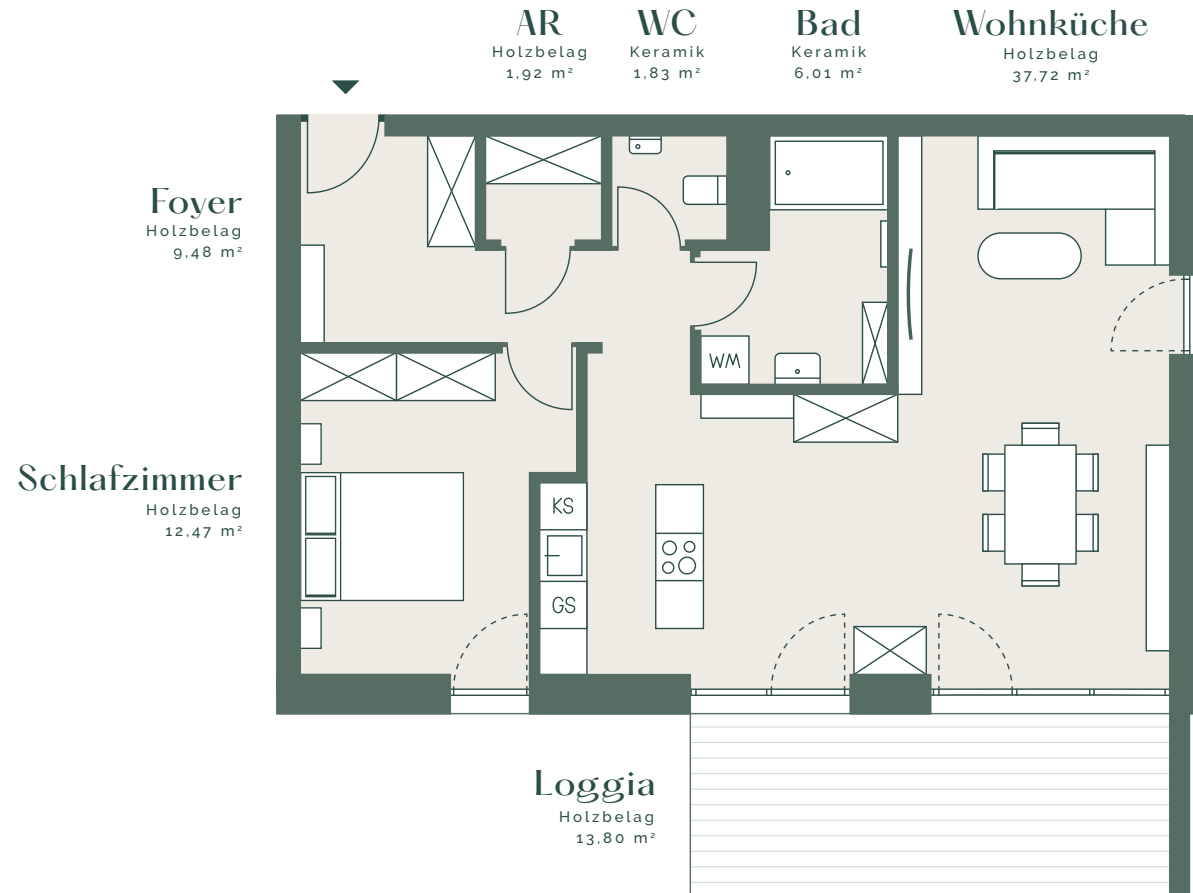 AR
Holzbelag
1,92 m²
WC
Keramik
1,83 m²
Bad
Keramik
6,01 m²
Wohnküche
Holzbelag
37,72 m²
Foyer
Holzbelag
9,48 m²
WM
Schlafzimmer
Holzbelag
12,47 m²
KS
GS
Loggia
Holzbelag
13,80 m²